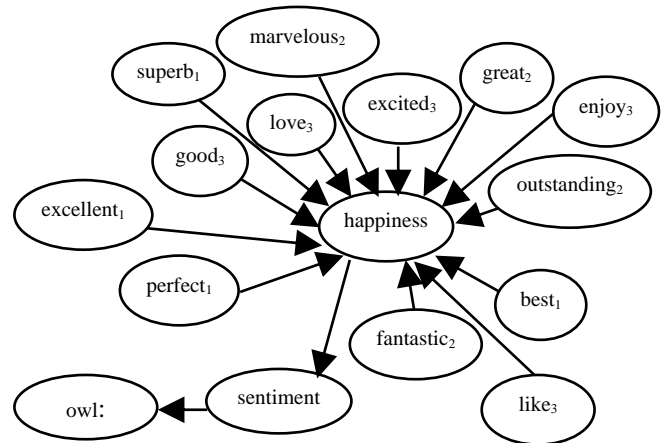 marvelous₂
superb₁
great₂
excited₃
enjoy₃
love₃
good₃
outstanding₂
excellent₁
happiness
perfect₁
best₁
fantastic₂
sentiment
like₃
owl: